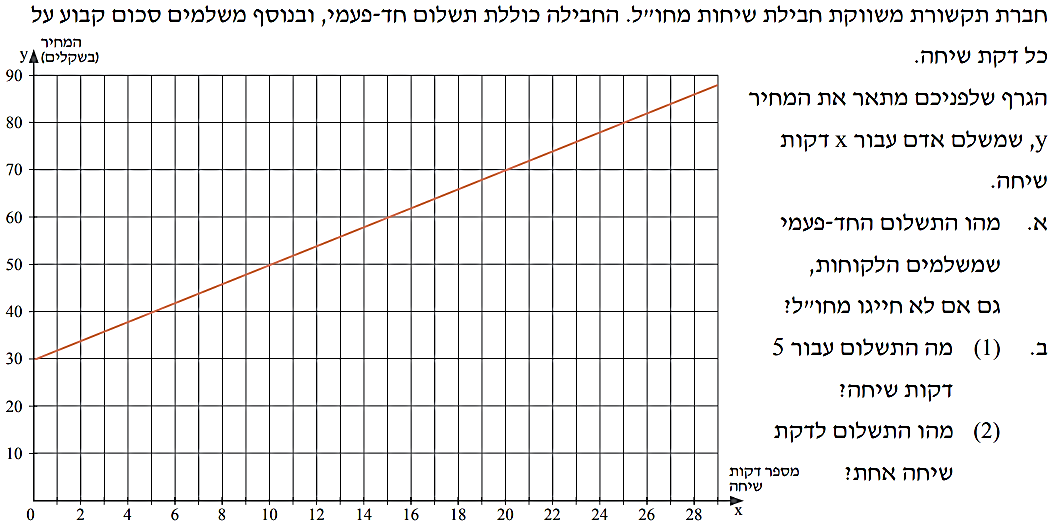 חברת תקשורת משווקת חבילת שיחות מחו״ל. החבילה כוללת תשלום חד-פעמי, ובנוסף משלמים סכום קבוע על
כל דקת שיחה.
הגרף שלפניכם מתאר את המחיר
y, שמשלם אדם עבור x דקות
שיחה.
א. מהו התשלום החד-פעמי
שמשלמים הלקוחות,
גם אם לא חייגו מחו״ל?
ב. (1) מה התשלום עבור 5
דקות שיחה?
(2) מהו התשלום לדקת
שיחה אחת?
המחיר
y (בשקלים)
90
80
70
60
50
40
30
20
10
0 2 4 6 8 10 12 14 16 18 20 22 24 26 28
מספר דקות
שיחה
x